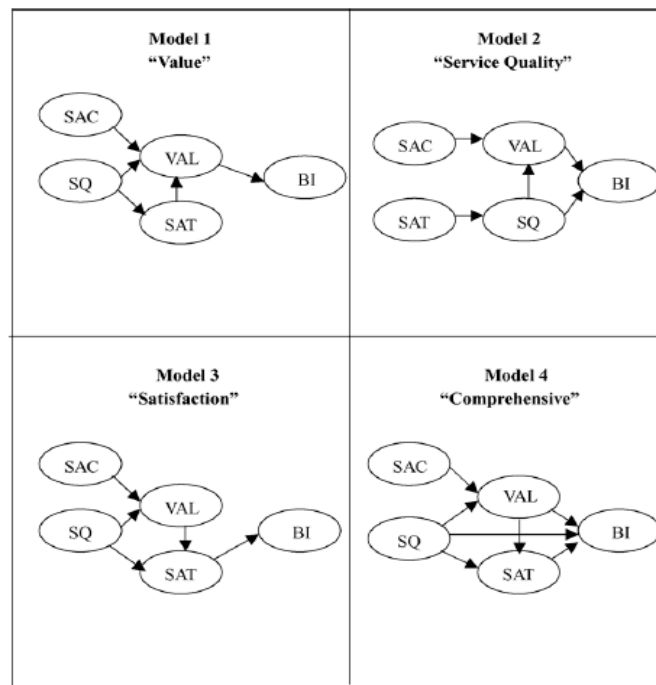 Model 1
“Value”
SAC
VAL
SQ
BI
SAT
Model 2
“Service Quality”
SAC
VAL
BI
SAT
SQ
Model 3
“Satisfaction”
SAC
VAL
SQ
BI
SAT
Model 4
“Comprehensive”
SAC
VAL
SQ
BI
SAT